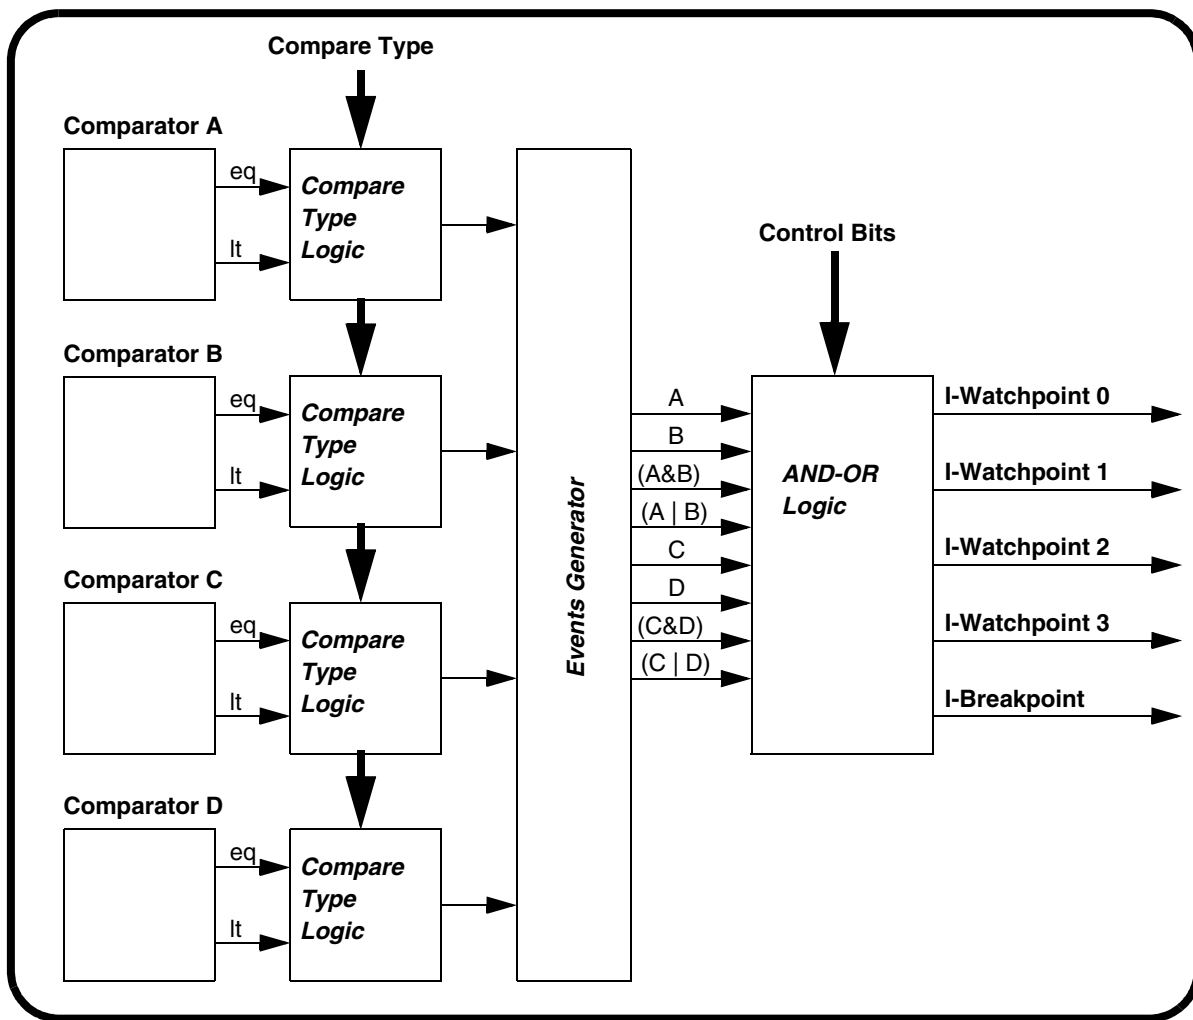 Compare Type
Comparator A
eq
lt
Compare
Type
Logic
Comparator B
eq
lt
Compare
Type
Logic
Comparator C
eq
lt
Compare
Type
Logic
Comparator D
eq
lt
Compare
Type
Logic
Events Generator
A
B
(A&B)
(A | B)
C
D
(C&D)
(C | D)
Control Bits
AND-OR
Logic
I-Watchpoint 0
I-Watchpoint 1
I-Watchpoint 2
I-Watchpoint 3
I-Breakpoint